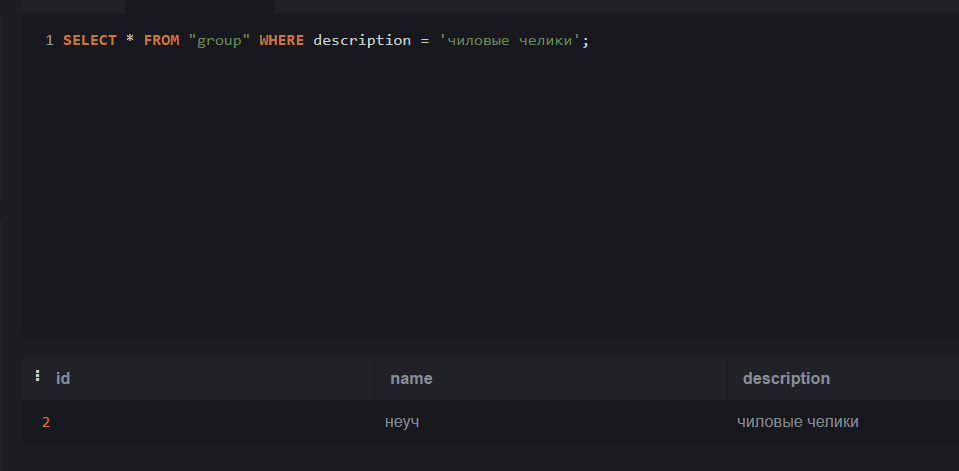 1 SELECT * FROM "group" WHERE description = 'чиловые челики';
id name description
2 неуч чиловые челики